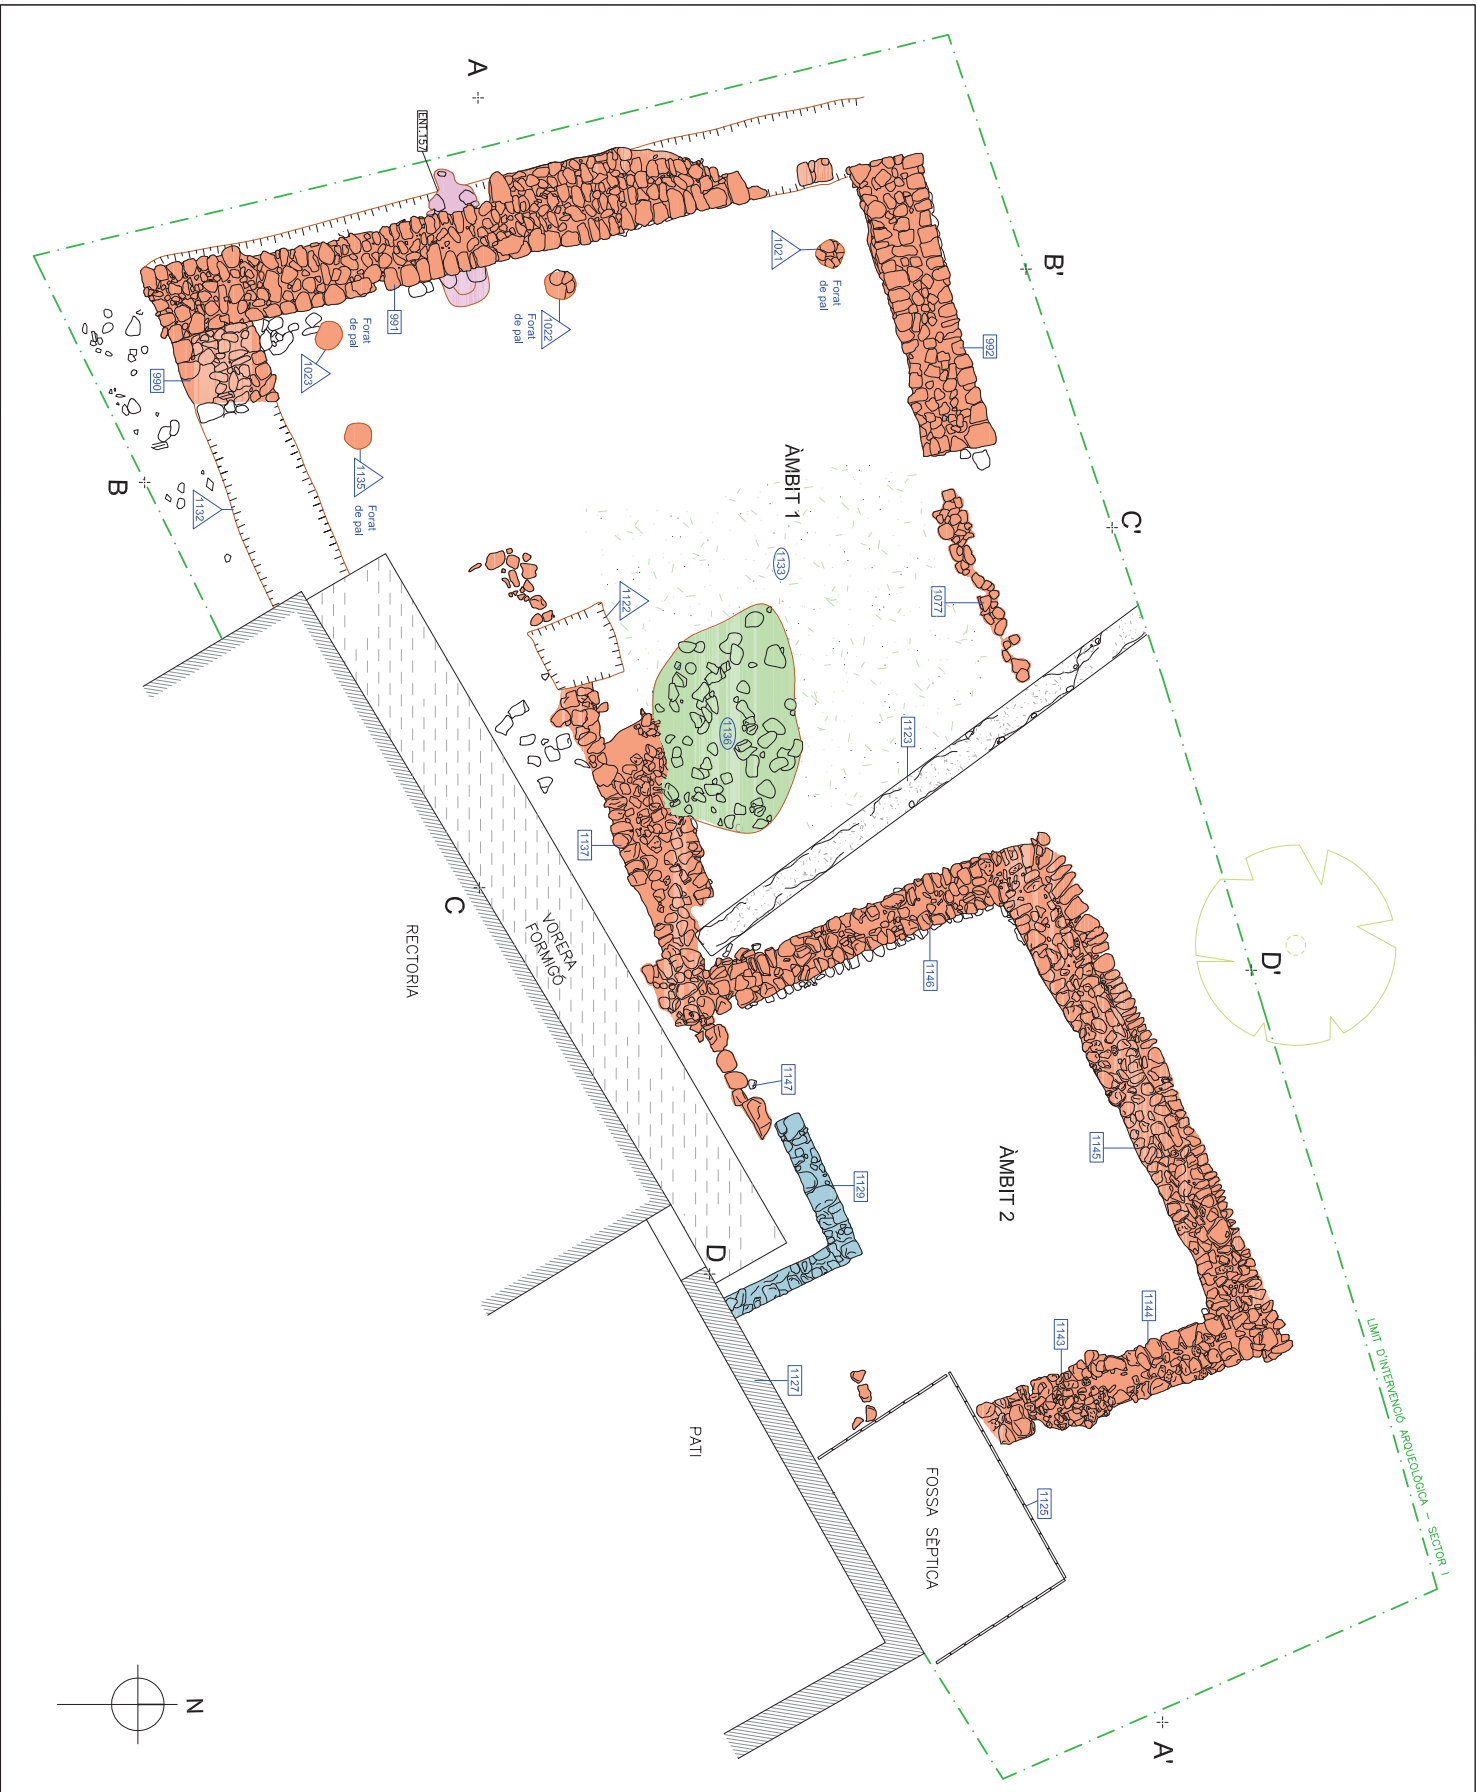 A
ENT.157
1021
Forat
de pal
B'
992
1022
Forat
de pal
991
Forat
de pal
1023
990
1135
Forat
de pal
B
1132
ÀMBIT 1
C'
1133
1077
1122
1136
1123
1137
C
VORERA
FORMIGÓ
RECTORIA
1146
D'
1147
1145
ÀMBIT 2
1129
D
1144
1143
1127
PATI
1125
FOSSA SÈPTICA
LÍMIT D'INTERVENCIÓ ARQUEOLÒGICA - SECTOR I
A'
N